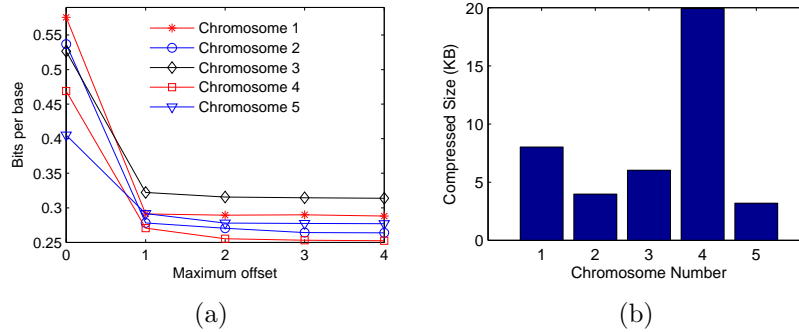 0.55
0.5
0.45
0.4
0.35
0.3
0.25
0
1
2
3
4
Bits per base
Maximum offset
Chromosome 1
Chromosome 2
Chromosome 3
Chromosome 4
Chromosome 5
(a)
20
15
10
5
0
1
2
3
4
5
Compressed Size (KB)
Chromosome Number
(b)